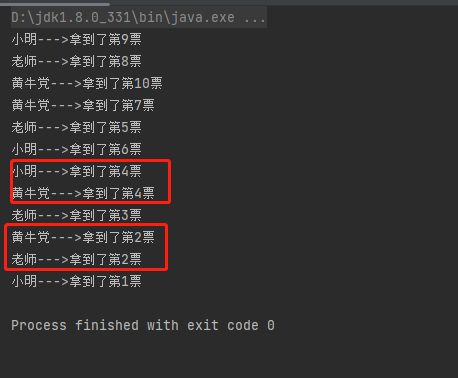 D:\jdk1.8.0_331\bin\java.exe ...
小明--->拿到了第9票
老师--->拿到了第8票
黄牛党--->拿到了第10票
黄牛党--->拿到了第7票
老师--->拿到了第5票
小明--->拿到了第6票
小明--->拿到了第4票
黄牛党--->拿到了第4票
老师--->拿到了第3票
黄牛党--->拿到了第2票
老师--->拿到了第2票
小明--->拿到了第1票
Process finished with exit code 0